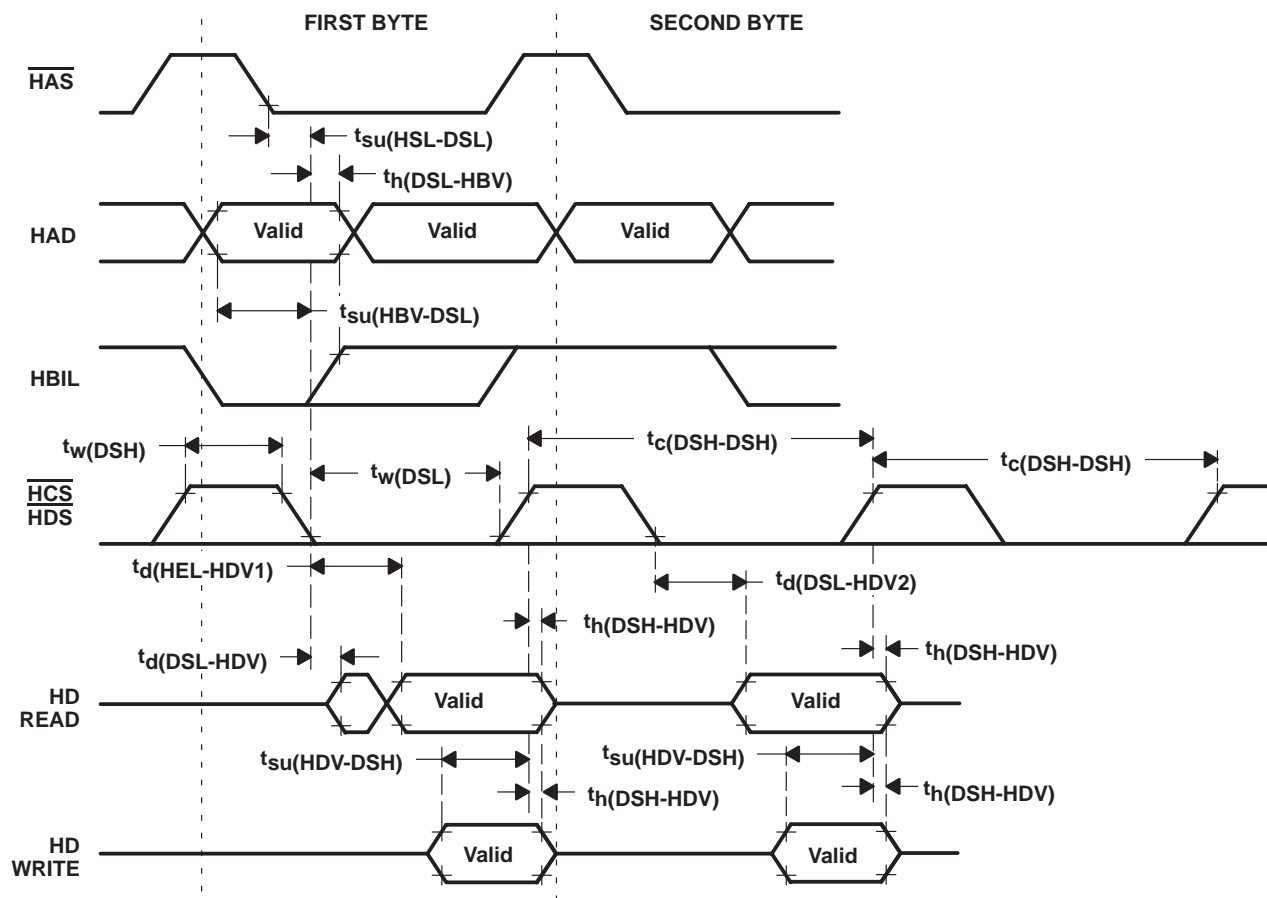 FIRST BYTE
SECOND BYTE
HAS
tsu(HSL-DSL)
th(DSL-HBV)
HAD
Valid
Valid
Valid
tsu(HBV-DSL)
HBIL
tw(DSH)
tc(DSH-DSH)
tc(DSH-DSH)
tw(DSL)
HCS
HDS
td(HEL-HDV1)
td(DSL-HDV2)
th(DSH-HDV)
td(DSL-HDV)
th(DSH-HDV)
HD
READ
Valid
Valid
tsu(HDV-DSH)
tsu(HDV-DSH)
th(DSH-HDV)
th(DSH-HDV)
HD
WRITE
Valid
Valid